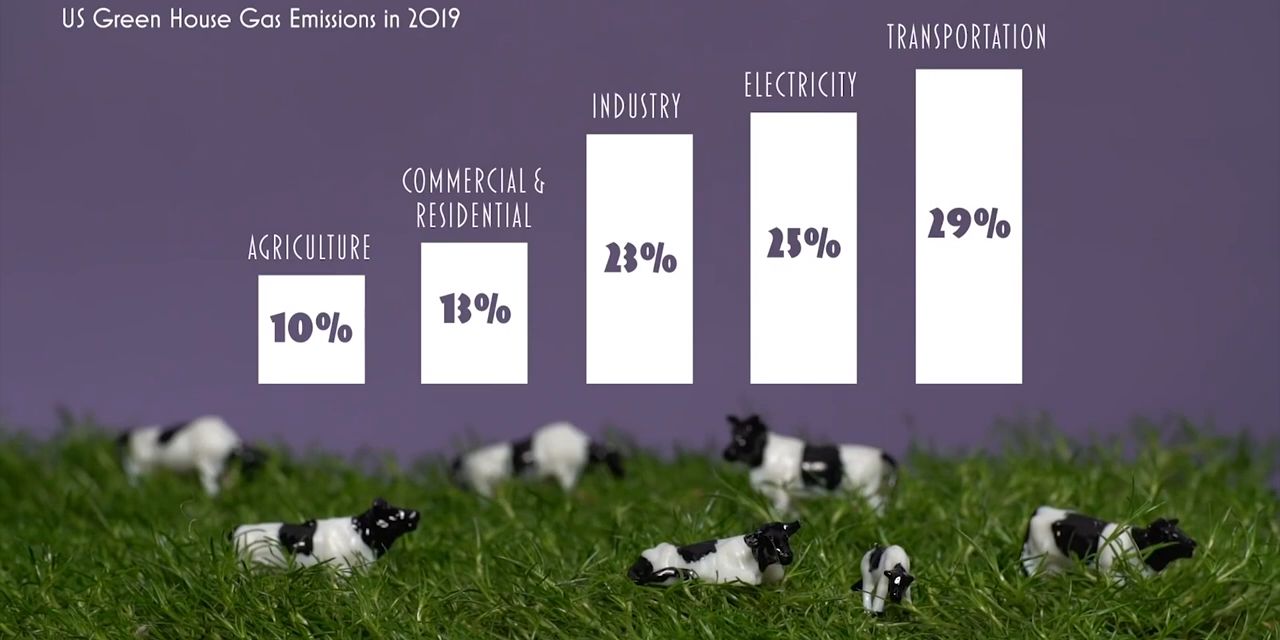 US Green House Gas Emissions in 2019
TRANSPORTATION
ELECTRICITY
INDUSTRY
COMMERCIAL &
RESIDENTIAL
AGRICULTURE
10%
13%
23%
25%
29%